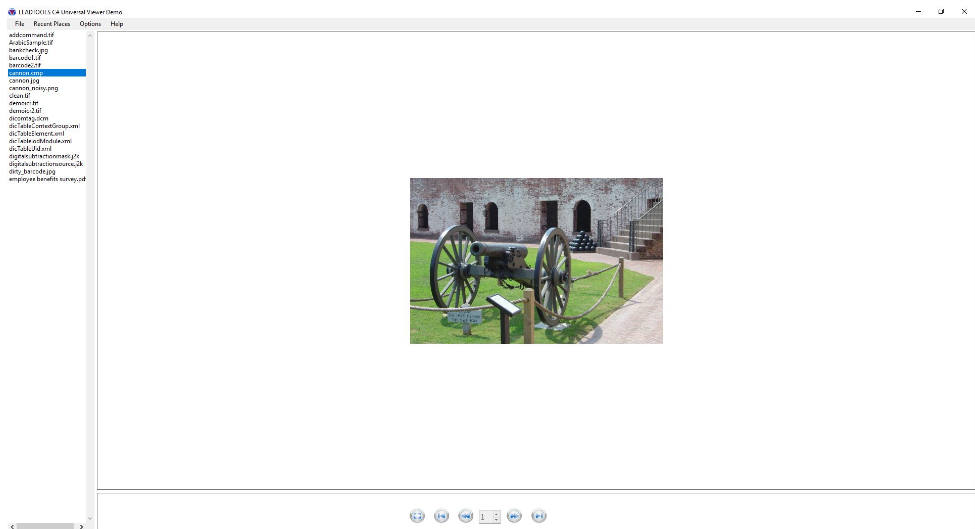 LEADTOOLS C# Universal Viewer Demo
File Recent Places Options Help
addcommand.tif
ArabicSample.tif
bankcheck.jpg
barcode1.tif
barcode2.tif
cannon.cmp
cannon.jpg
cannon_noisy.png
clean.tif
demoicr.tif
demoicr2.tif
dicomtag.dcm
dicTableContextGroup.xml
dicTableElement.xml
dicTableIodModule.xml
dicTableUid.xml
digitalsubtractionmask.j2k
digitalsubtractionsource.j2k
dirty_barcode.jpg
employee benefits survey.pdf
1